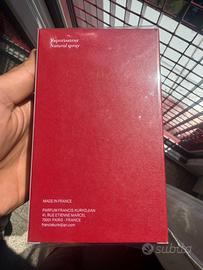 Vaporisateur
Natural spray
MADE IN FRANCE
PARFUM FRANCIS KURKDJIAN
41, RUE ETIENNE MARCEL
75001 PARIS - FRANCE
franciskurkdjian.com
subito